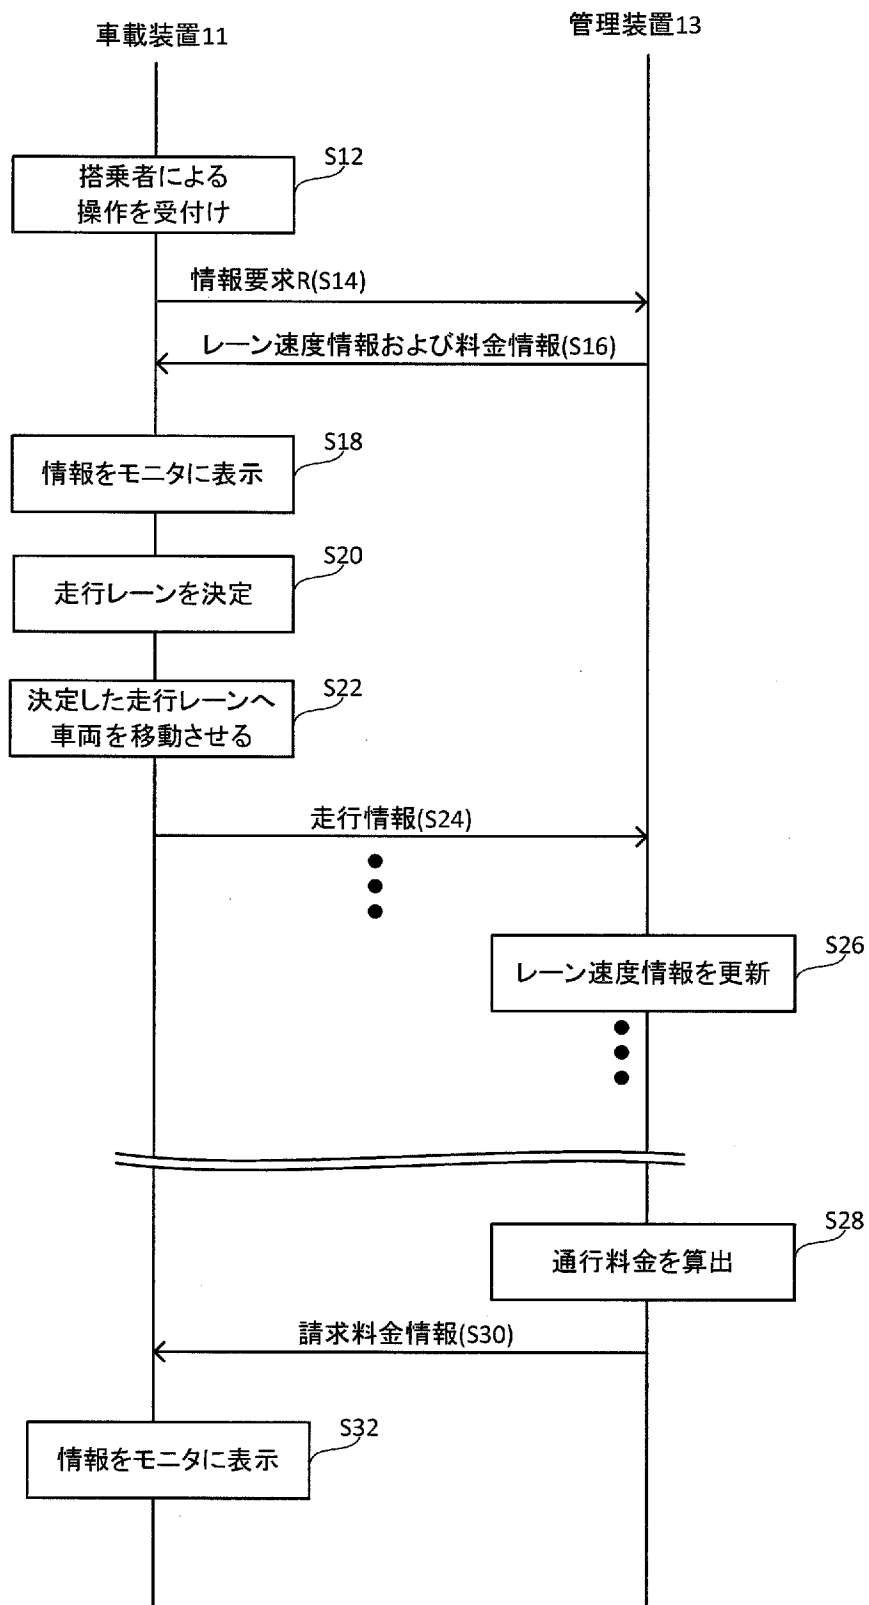 車載装置11
管理装置13
S12
搭乗者による
操作を受付け
情報要求R(S14)
レーン速度情報および料金情報(S16)
S18
情報をモニタに表示
S20
走行レーンを決定
S22
決定した走行レーンへ
車両を移動させる
走行情報(S24)
S26
レーン速度情報を更新
S28
通行料金を算出
請求料金情報(S30)
S32
情報をモニタに表示